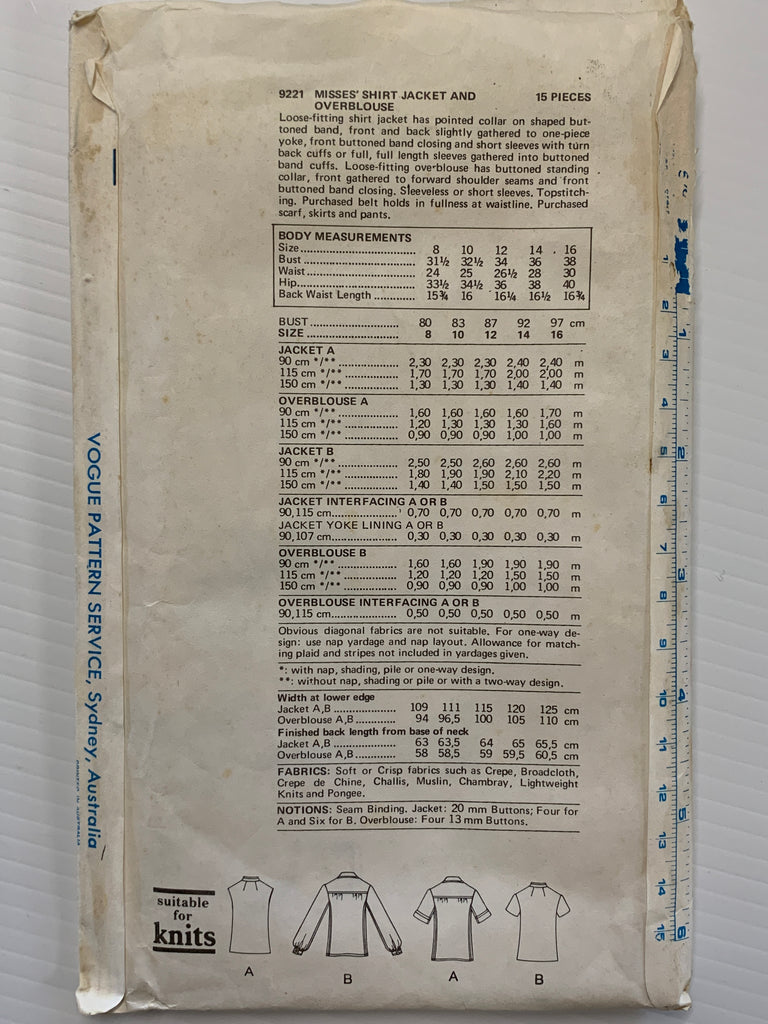 9221 MISSES' SHIRT JACKET AND 15 PIECES
OVERBLOUSE
Loose-fitting shirt jacket has pointed collar on shaped but-
toned band, front and back slightly gathered to one-piece
yoke, front buttoned band closing and short sleeves with turn
back cuffs or full, full length sleeves gathered into buttoned
band cuffs. Loose-fitting overblouse has buttoned standing
collar, front gathered to forward shoulder seams and front
buttoned band closing. Sleeveless or short sleeves. Topstitch-
ing. Purchased belt holds in fullness at waistline. Purchased
scarf, skirts and pants.
BODY MEASUREMENTS
Size 8 10 12 14 16
Bust 31½ 32½ 34 36 38
Waist 24 25 26½ 28 30
Hip 33½ 34½ 36 38 40
Back Waist Length 15¾ 16 16¼ 16½ 16¾
BUST 80 83 87 92 97 cm
SIZE 8 10 12 14 16
JACKET A
90 cm */** 2,30 2,30 2,30 2,40 2,40 m
115 cm */** 1,70 1,70 1,70 2,00 2,00 m
150 cm */** 1,30 1,30 1,30 1,40 1,40 m
OVERBLOUSE A
90 cm */** 1,60 1,60 1,60 1,60 1,70 m
115 cm */** 1,20 1,30 1,30 1,30 1,60 m
150 cm */** 0,90 0,90 0,90 1,00 1,00 m
JACKET B
90 cm */** 2,50 2,50 2,60 2,60 2,60 m
115 cm */** 1,80 1,90 1,90 2,10 2,20 m
150 cm */** 1,40 1,40 1,50 1,50 1,50 m
JACKET INTERFACING A OR B
90,115 cm 0,70 0,70 0,70 0,70 0,70 m
JACKET YOKE LINING A OR B
90,107 cm 0,30 0,30 0,30 0,30 0,30 m
OVERBLOUSE B
90 cm */** 1,60 1,60 1,90 1,90 1,90 m
115 cm */** 1,20 1,20 1,20 1,50 1,50 m
150 cm */** 0,90 0,90 0,90 1,00 1,00 m
OVERBLOUSE INTERFACING A OR B
90,115 cm 0,50 0,50 0,50 0,50 0,50 m
Obvious diagonal fabrics are not suitable. For one-way de-
sign: use nap yardage and nap layout. Allowance for match-
ing plaid and stripes not included in yardages given.
*: with nap, shading, pile or one-way design.
**: without nap, shading or pile or with a two-way design.
Width at lower edge
Jacket A,B 109 111 115 120 125 cm
Overblouse A,B 94 96,5 100 105 110 cm
Finished back length from base of neck
Jacket A,B 63 63,5 64 65 65,5 cm
Overblouse A,B 58 58,5 59 59,5 60,5 cm
FABRICS: Soft or Crisp fabrics such as Crepe, Broadcloth,
Crepe de Chine, Challis, Muslin, Chambray, Lightweight
Knits and Pongee.
NOTIONS: Seam Binding. Jacket: 20 mm Buttons; Four for
A and Six for B. Overblouse: Four 13 mm Buttons.
suitable
for
knits
A
B
A
B
VOGUE PATTERN SERVICE, Sydney, Australia
PRINTED IN AUSTRALIA
1 2 3 4 5 6 7 8 9 10 11 12 13 14 15
1 2 3 4 5 6